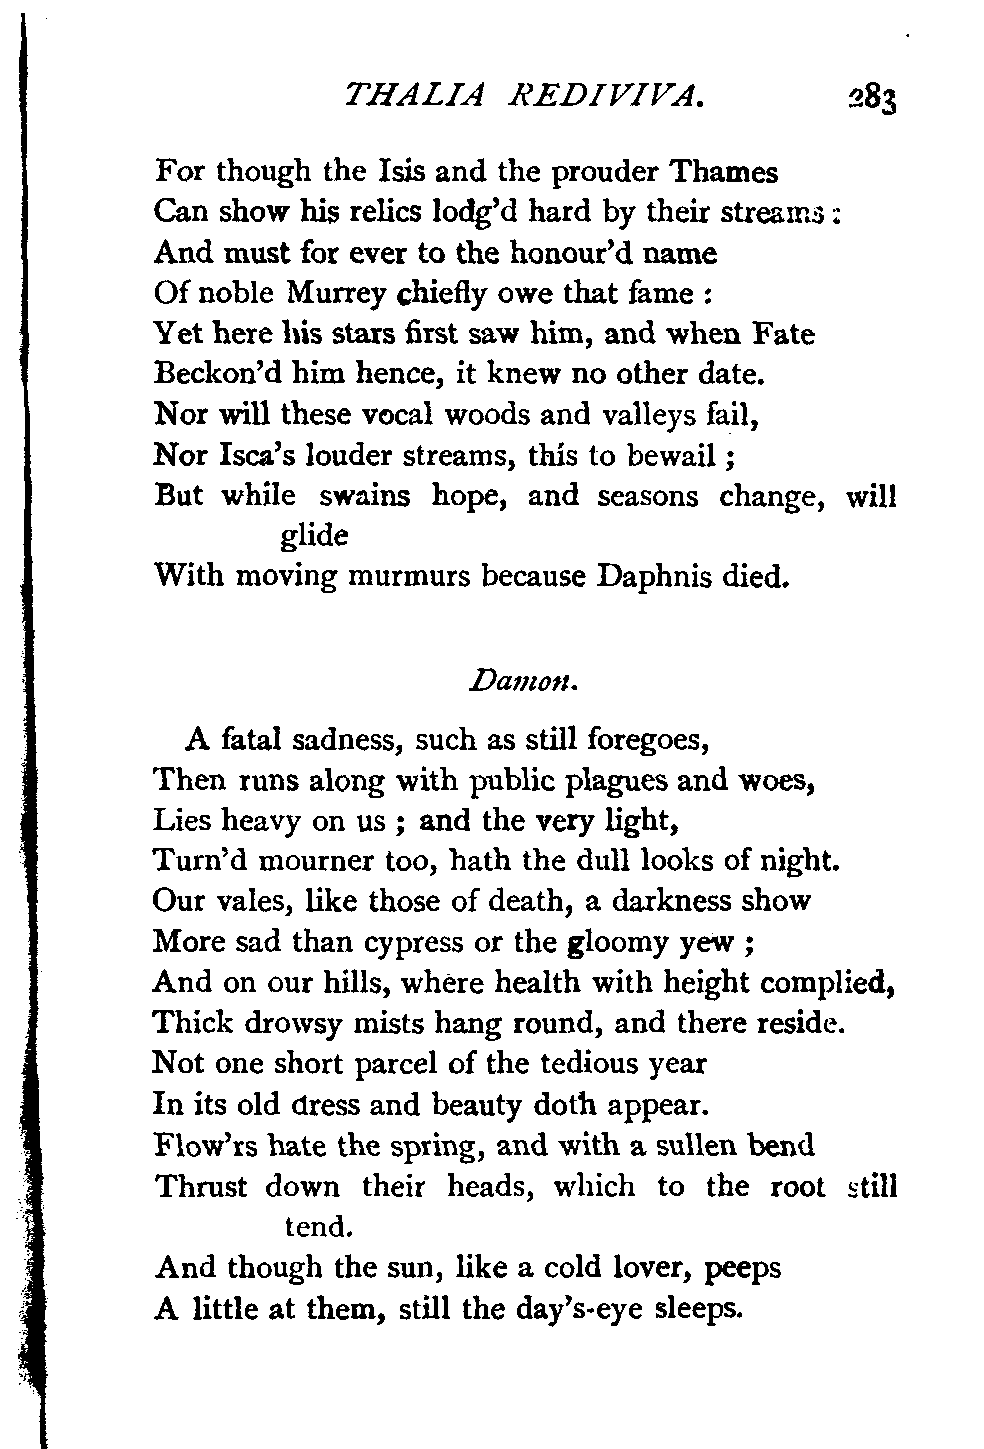 THALIA REDIVIVA. 283
For though the Isis and the prouder Thames
Can show his relics lodg'd hard by their streams :
And must for ever to the honour'd name
Of noble Murrey chiefly owe that fame :
Yet here his stars first saw him, and when Fate
Beckon'd him hence, it knew no other date.
Nor will these vocal woods and valleys fail,
Nor Isca's louder streams, this to bewail ;
But while swains hope, and seasons change, will
glide
With moving murmurs because Daphnis died.
Damon.
A fatal sadness, such as still foregoes,
Then runs along with public plagues and woes,
Lies heavy on us ; and the very light,
Turn'd mourner too, hath the dull looks of night.
Our vales, like those of death, a darkness show
More sad than cypress or the gloomy yew ;
And on our hills, where health with height complied,
Thick drowsy mists hang round, and there reside.
Not one short parcel of the tedious year
In its old dress and beauty doth appear.
Flow'rs hate the spring, and with a sullen bend
Thrust down their heads, which to the root still
tend.
And though the sun, like a cold lover, peeps
A little at them, still the day's-eye sleeps.